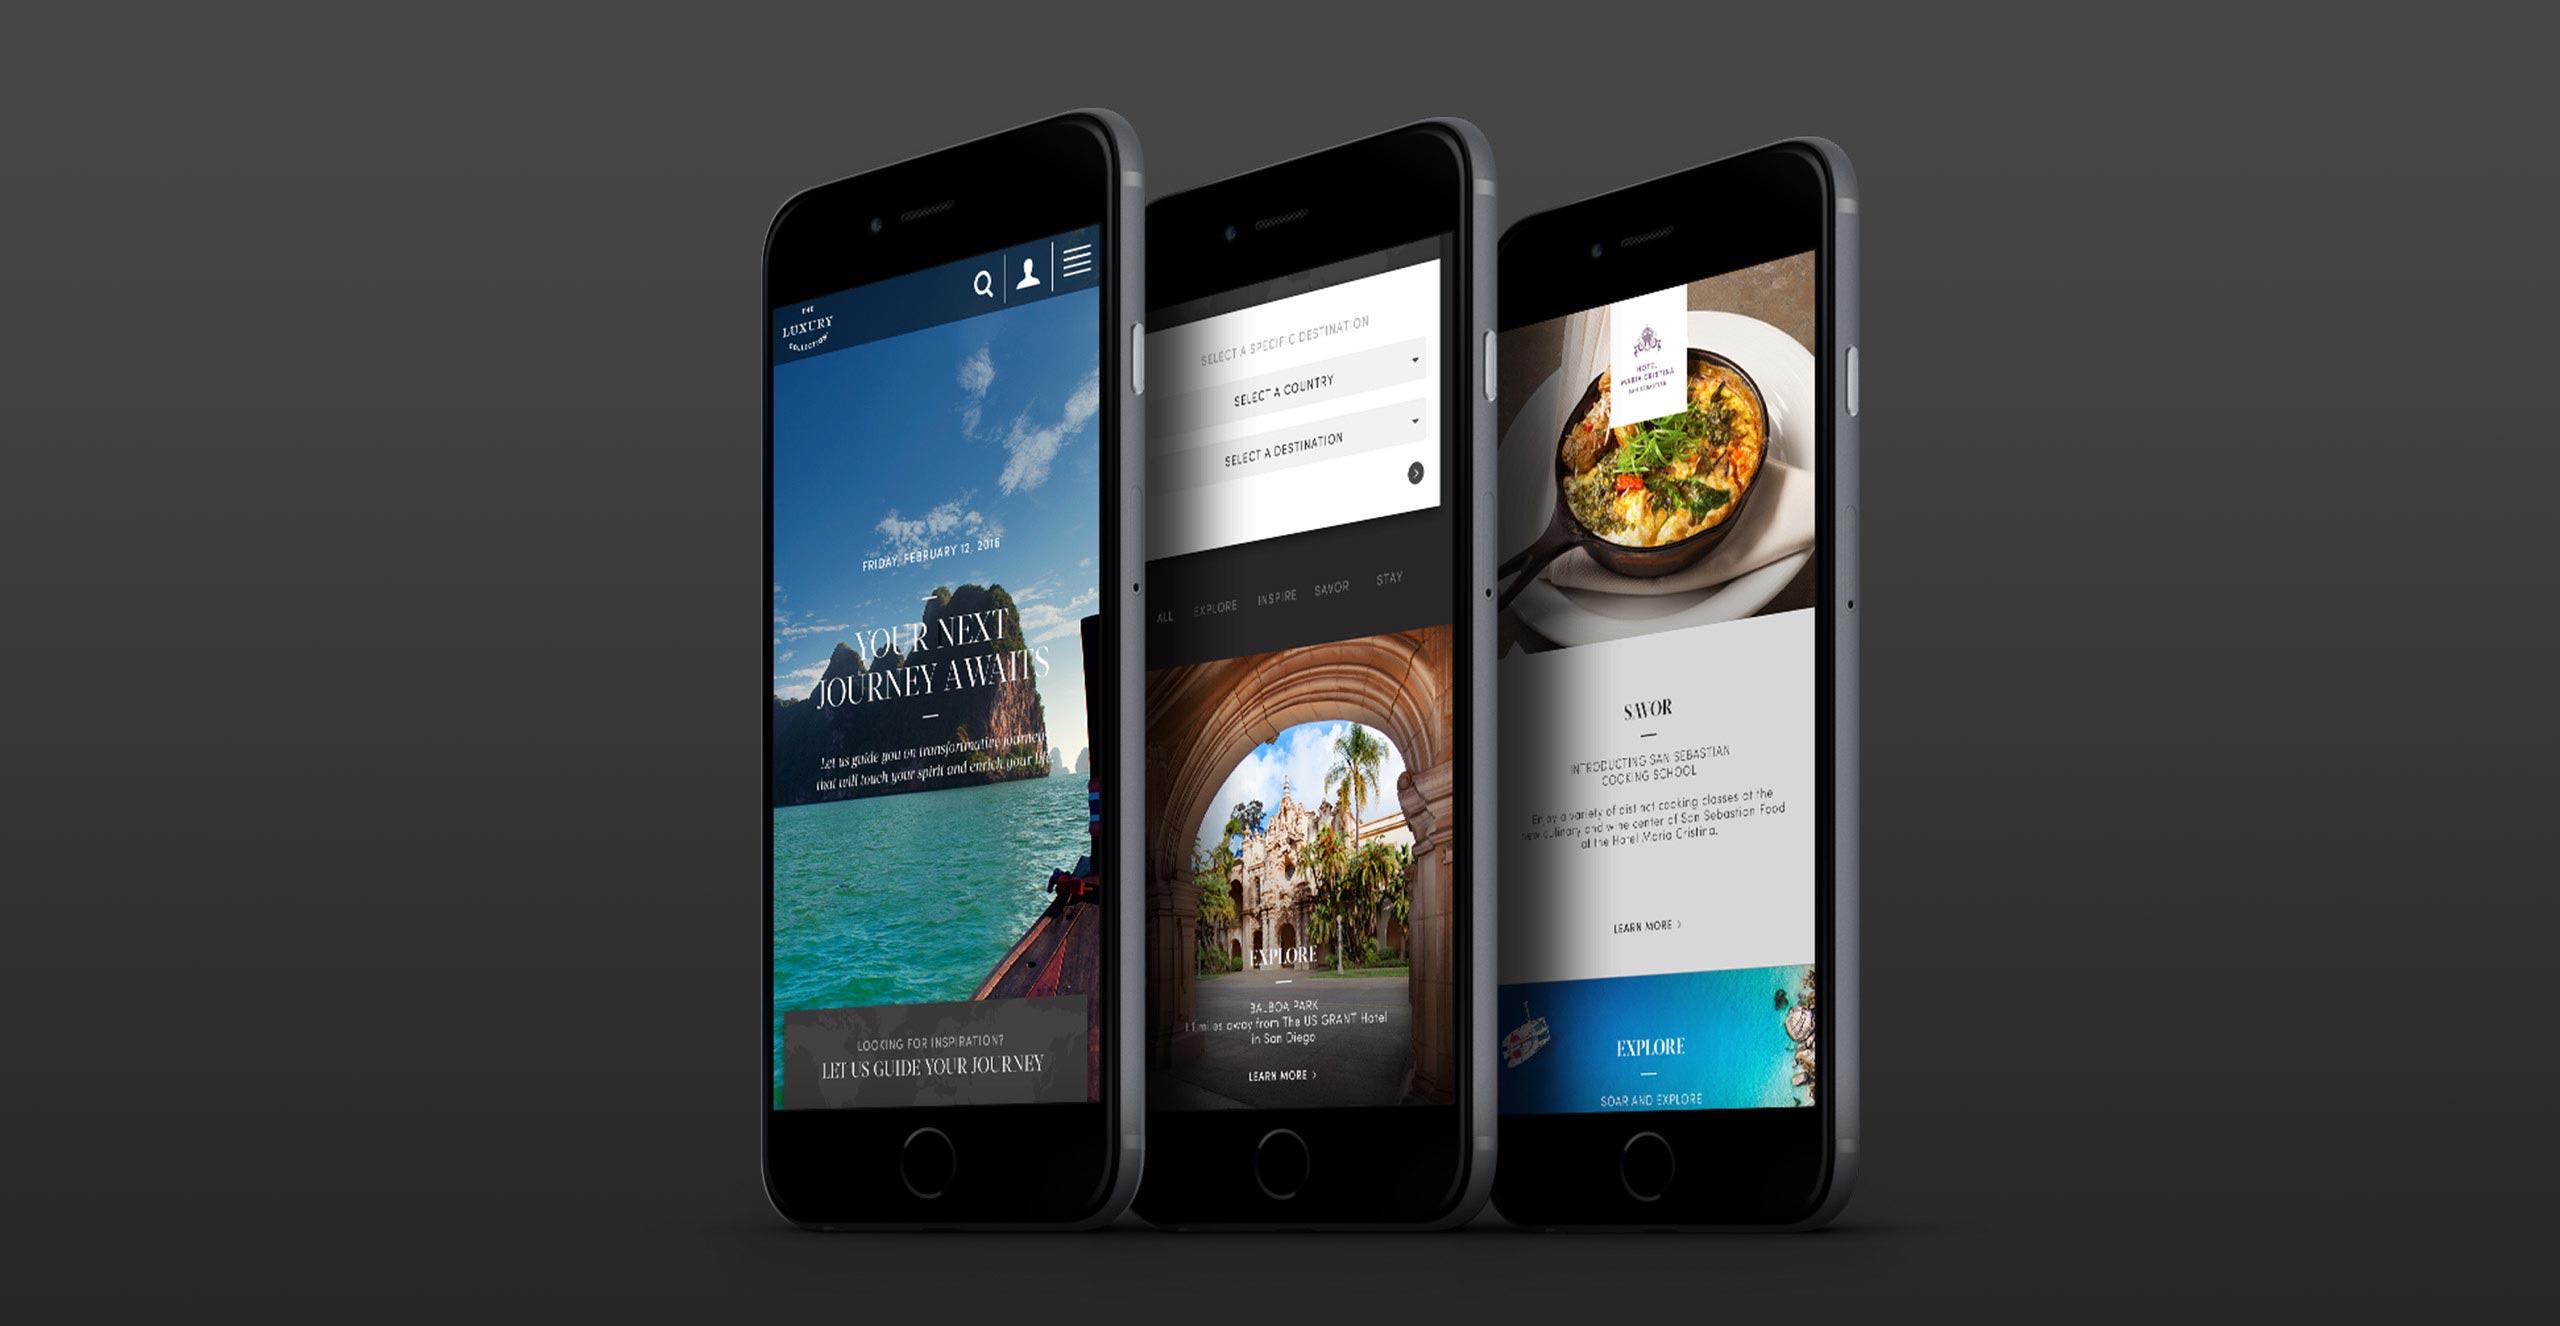 THE
LUXURY
COLLECTION
FRIDAY, FEBRUARY 12, 2016
YOUR NEXT
JOURNEY AWAITS
Let us guide you on transformative journeys
that will touch your spirit and enrich your life.
LOOKING FOR INSPIRATION?
LET US GUIDE YOUR JOURNEY
SELECT A SPECIFIC DESTINATION
SELECT A COUNTRY
SELECT A DESTINATION
ALL EXPLORE INSPIRE SAVOR STAY
EXPLORE
BALBOA PARK
1.1 miles away from The US GRANT Hotel
in San Diego
LEARN MORE >
HOTEL
MARIA CRISTINA
SAN SEBASTIAN
SAVOR
INTRODUCTING SAN SEBASTIAN
COOKING SCHOOL
Enjoy a variety of distinct cooking classes at the
new culinary and wine center of San Sebastian Food
at the Hotel Maria Cristina.
LEARN MORE >
EXPLORE
SOAR AND EXPLORE